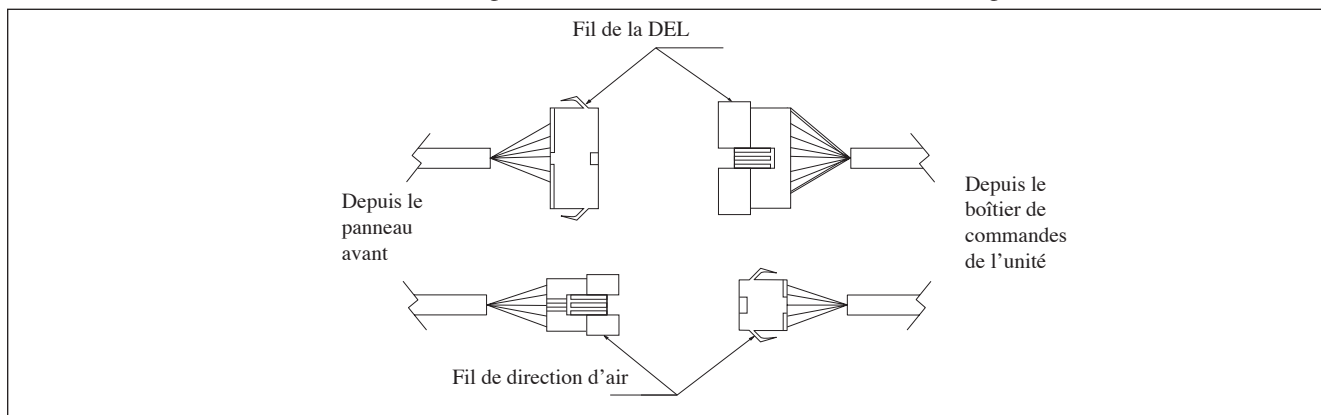 Fil de la DEL
Depuis le
panneau
avant
Depuis le
boîtier de
commandes
de l’unité
Fil de direction d’air